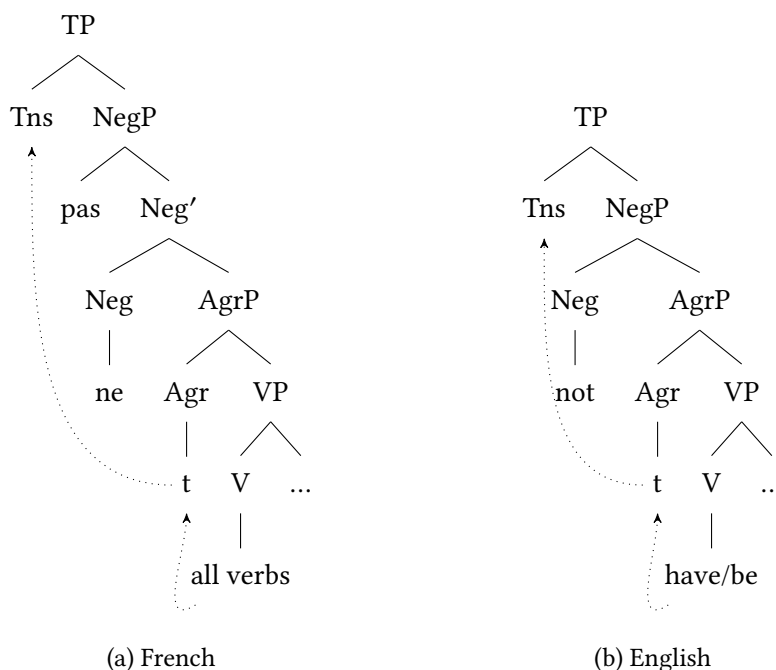 TP
Tns NegP
pas Neg′
Neg AgrP
ne Agr VP
t V ...
all verbs
(a) French
TP
Tns NegP
Neg AgrP
not Agr VP
t V ..
have/be
(b) English